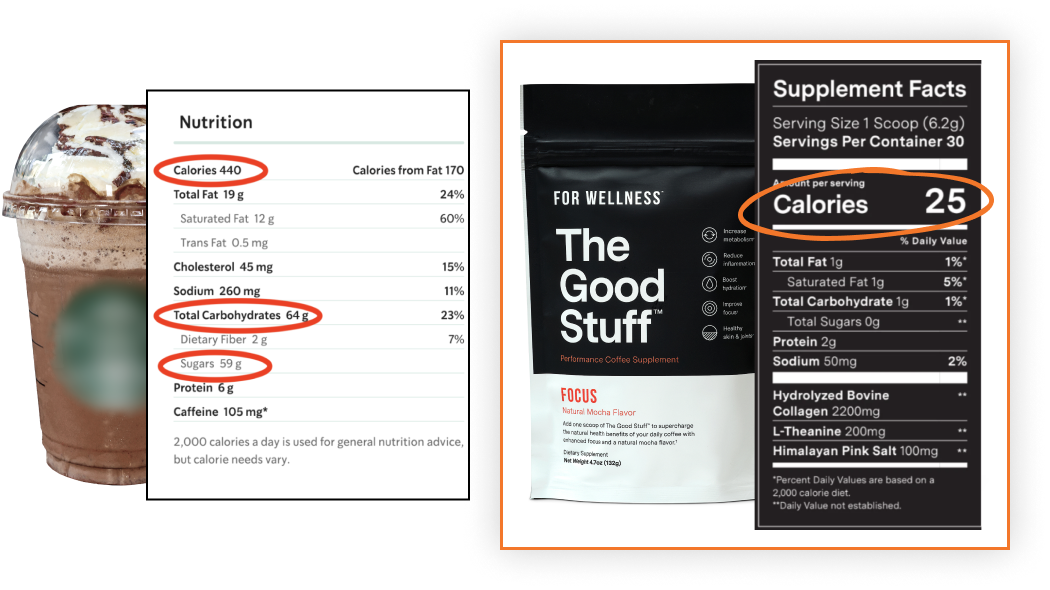 Nutrition
Calories 440 Calories from Fat 170
Total Fat 19 g 24%
Saturated Fat 12 g 60%
Trans Fat 0.5 mg
Cholesterol 45 mg 15%
Sodium 260 mg 11%
Total Carbohydrates 64 g 23%
Dietary Fiber 2 g 7%
Sugars 59 g
Protein 6 g
Caffeine 105 mg*
2,000 calories a day is used for general nutrition advice,
but calorie needs vary.
FOR WELLNESS™
The
Good
Stuff™
Performance Coffee Supplement
Increase
metabolism
Reduce
inflammation
Boost
hydration
Improve
focus
Healthy
skin & joints
FOCUS
Natural Mocha Flavor
Add one scoop of The Good Stuff™ to supercharge
the natural health benefits of your daily coffee with
enhanced focus and a natural mocha flavor.¹
Dietary Supplement
Net Weight 4.7oz (132g)
Supplement Facts
Serving Size 1 Scoop (6.2g)
Servings Per Container 30
Amount per serving
Calories 25
% Daily Value
Total Fat 1g 1%*
Saturated Fat 1g 5%*
Total Carbohydrate 1g 1%*
Total Sugars 0g **
Protein 2g
Sodium 50mg 2%
Hydrolyzed Bovine **
Collagen 2200mg
L-Theanine 200mg **
Himalayan Pink Salt 100mg **
*Percent Daily Values are based on a
2,000 calorie diet.
**Daily Value not established.